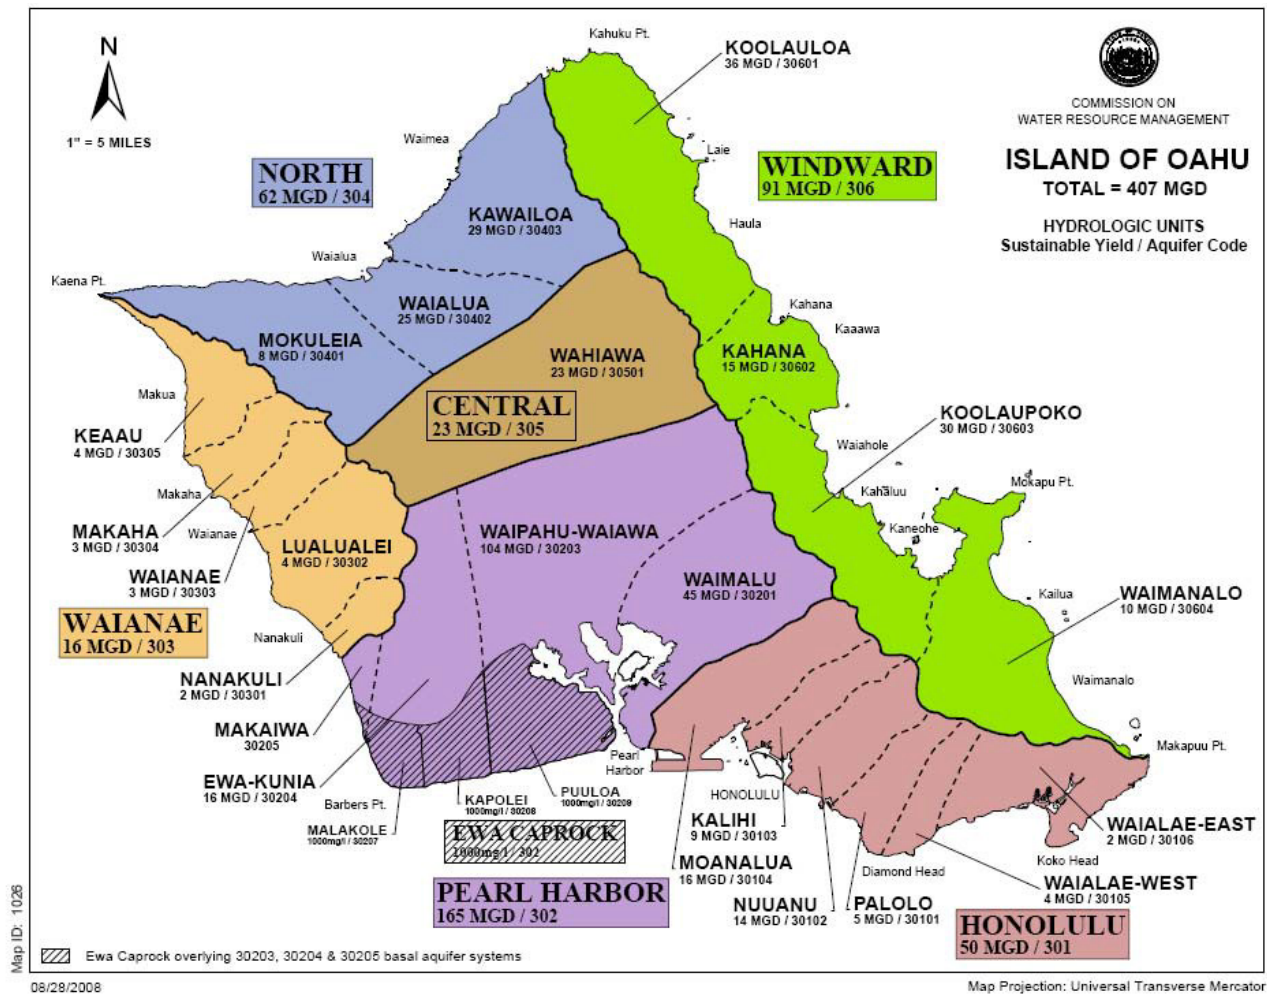 N
1" = 5 MILES
Kahuku Pt.
KOOLAULOA
36 MGD / 30601
COMMISSION ON
WATER RESOURCE MANAGEMENT
ISLAND OF OAHU
TOTAL = 407 MGD
HYDROLOGIC UNITS
Sustainable Yield / Aquifer Code
Waimea
Laie
NORTH
62 MGD / 304
WINDWARD
91 MGD / 306
KAWAILOA
29 MGD / 30403
Haula
Waialua
Kaena Pt.
WAIALUA
25 MGD / 30402
Kahana
Kaaawa
MOKULEIA
8 MGD / 30401
WAHIAWA
23 MGD / 30501
KAHANA
15 MGD / 30602
Makua
CENTRAL
23 MGD / 305
KOOLAUPOKO
30 MGD / 30603
KEAAU
4 MGD / 30305
Waiahole
Makaha
Kahaluu
Mokapu Pt.
MAKAHA
3 MGD / 30304
Waianae
WAIPAHU-WAIAWA
104 MGD / 30203
Kaneohe
LUALUALEI
4 MGD / 30302
WAIANAE
3 MGD / 30303
WAIMALU
45 MGD / 30201
Kailua
WAIMANALO
10 MGD / 30604
WAIANAE
16 MGD / 303
Nanakuli
NANAKULI
2 MGD / 30301
Waimanalo
MAKAIWA
30205
Makapuu Pt.
Pearl
Harbor
EWA-KUNIA
16 MGD / 30204
Barbers Pt.
KAPOLEI
1000mg/l / 30208
PUULOA
1000mg/l / 30209
HONOLULU
MALAKOLE
1000mg/l / 30207
EWA CAPROCK
1000mg/l / 302
KALIHI
9 MGD / 30103
WAIALAE-EAST
2 MGD / 30106
MOANALUA
16 MGD / 30104
Diamond Head
Koko Head
WAIALAE-WEST
4 MGD / 30105
PEARL HARBOR
165 MGD / 302
NUUANU
14 MGD / 30102
PALOLO
5 MGD / 30101
HONOLULU
50 MGD / 301
Map ID: 1026
Ewa Caprock overlying 30203, 30204 & 30205 basal aquifer systems
08/28/2008
Map Projection: Universal Transverse Mercator